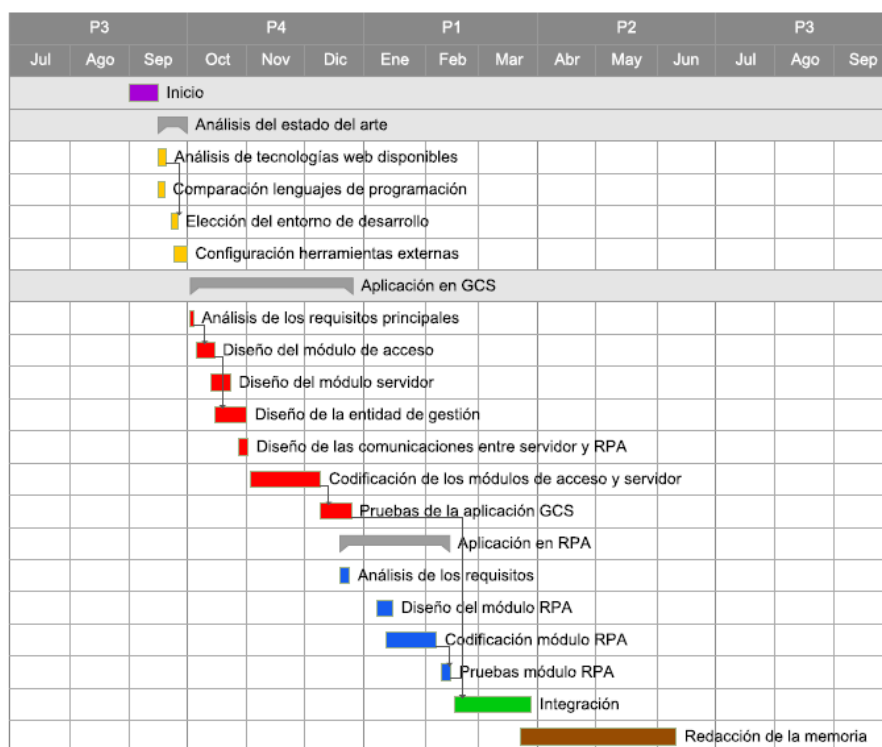 P3 P4 P1 P2 P3
Jul Ago Sep Oct Nov Dic Ene Feb Mar Abr May Jun Jul Ago Sep
Inicio
Análisis del estado del arte
Análisis de tecnologías web disponibles
Comparación lenguajes de programación
Elección del entorno de desarrollo
Configuración herramientas externas
Aplicación en GCS
Análisis de los requisitos principales
Diseño del módulo de acceso
Diseño del módulo servidor
Diseño de la entidad de gestión
Diseño de las comunicaciones entre servidor y RPA
Codificación de los módulos de acceso y servidor
Pruebas de la aplicación GCS
Aplicación en RPA
Análisis de los requisitos
Diseño del módulo RPA
Codificación módulo RPA
Pruebas módulo RPA
Integración
Redacción de la memoria